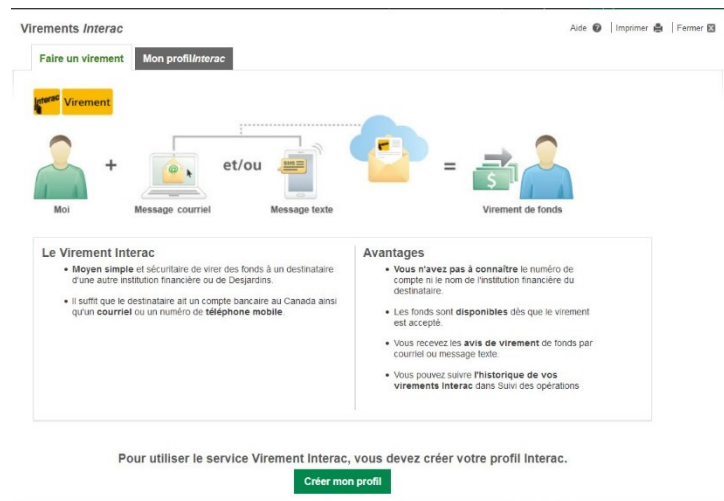 Virements Interac
Aide ? | Imprimer | Fermer X
Faire un virement
Mon profilInterac
Interac Virement
+ et/ou =
Moi
Message courriel
Message texte
Virement de fonds
Le Virement Interac
• Moyen simple et sécuritaire de virer des fonds à un destinataire
d'une autre institution financière ou de Desjardins.
• Il suffit que le destinataire ait un compte bancaire au Canada ainsi
qu'un courriel ou un numéro de téléphone mobile.
Avantages
• Vous n'avez pas à connaître le numéro de
compte ni le nom de l'institution financière du
destinataire.
• Les fonds sont disponibles dès que le virement
est accepté.
• Vous recevez les avis de virement de fonds par
courriel ou message texte.
• Vous pouvez suivre l'historique de vos
virements Interac dans Suivi des opérations
Pour utiliser le service Virement Interac, vous devez créer votre profil Interac.
Créer mon profil